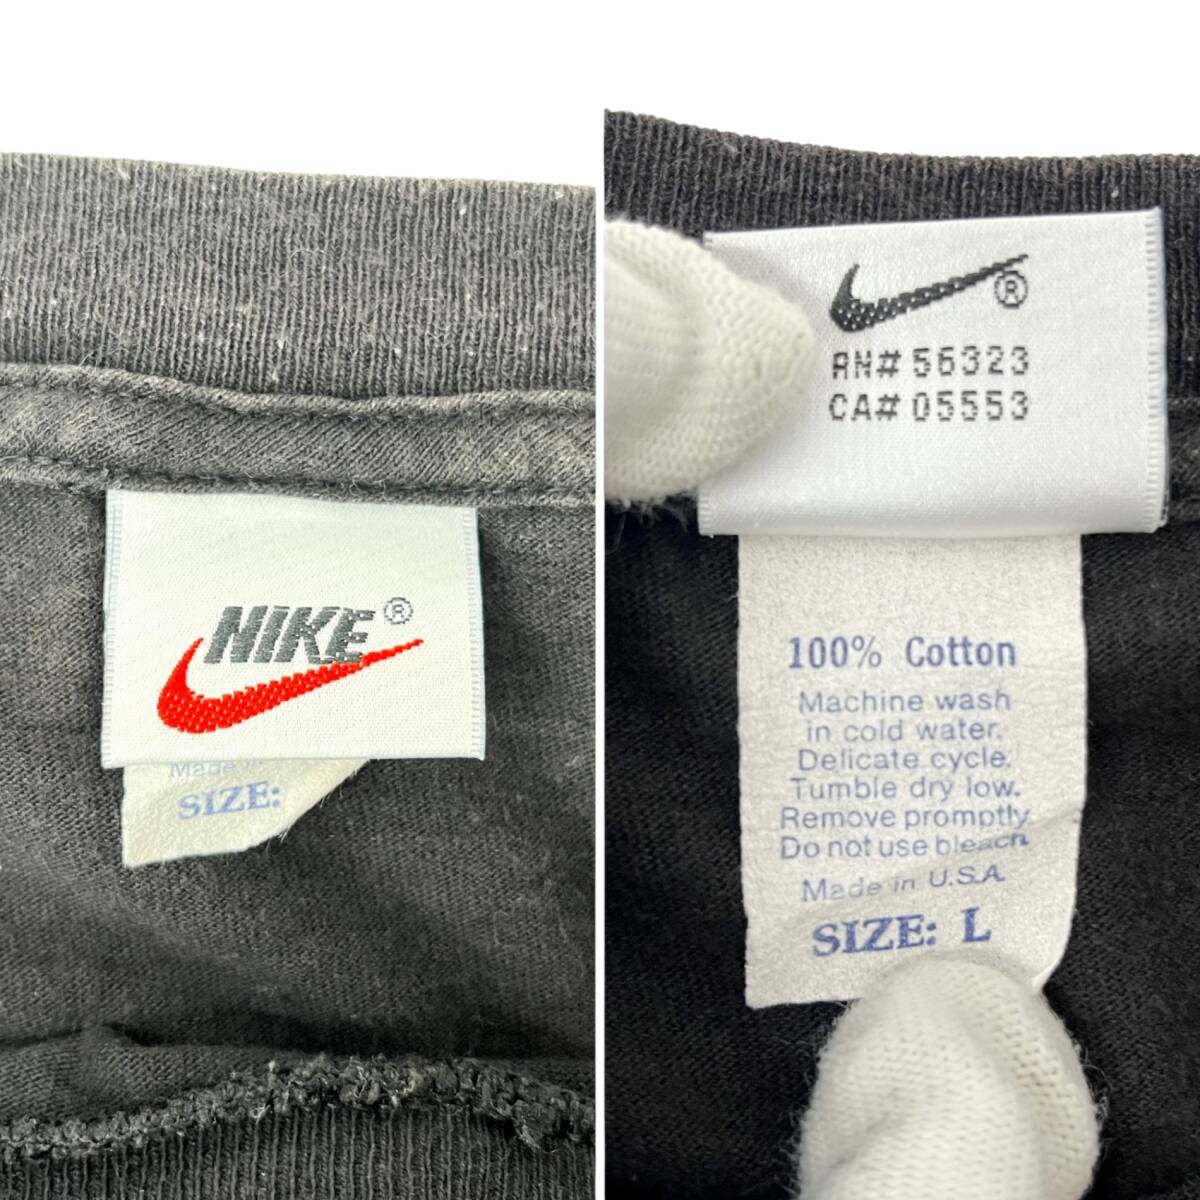 NIKE®
Made in
SIZE:
®
RN# 56323
CA# 05553
100% Cotton
Machine wash
in cold water.
Delicate cycle.
Tumble dry low.
Remove promptly.
Do not use bleach
Made in U.S.A.
SIZE: L